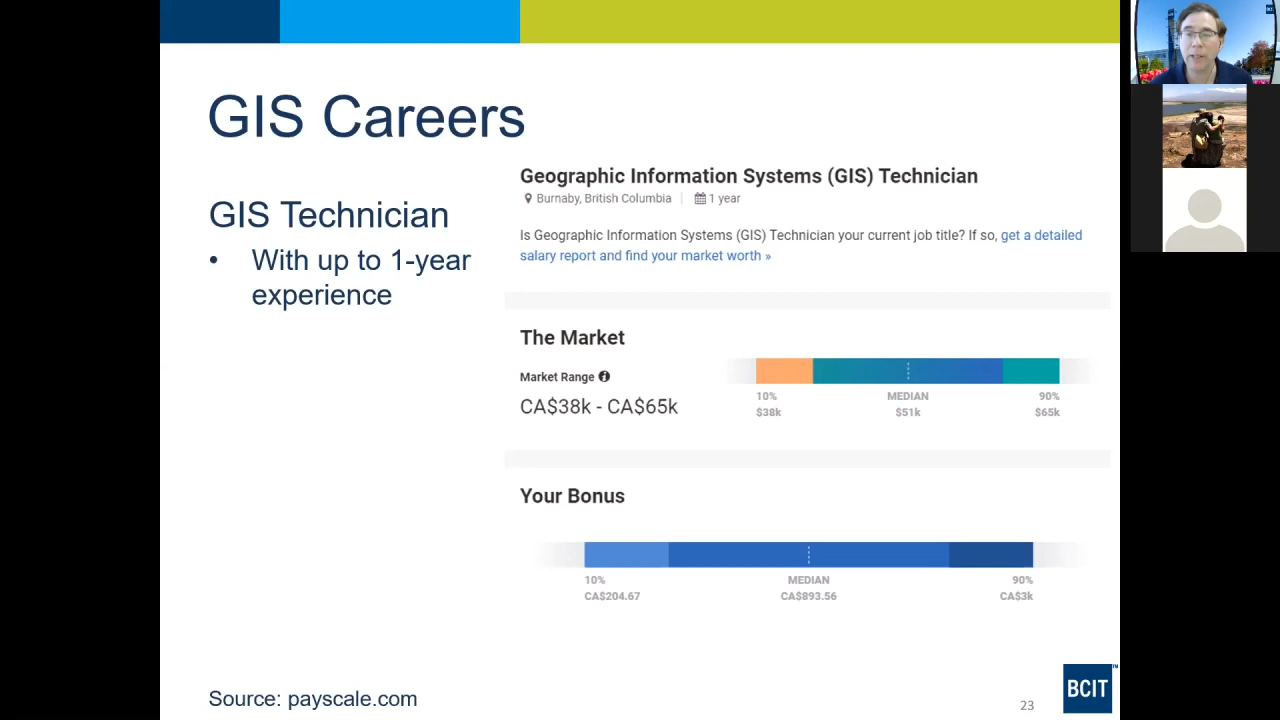 GIS Careers
GIS Technician
• With up to 1-year
experience
Geographic Information Systems (GIS) Technician
Burnaby, British Columbia | 1 year
Is Geographic Information Systems (GIS) Technician your current job title? If so, get a detailed
salary report and find your market worth »
The Market
Market Range
CA$38k - CA$65k
10% MEDIAN 90%
$38k $51k $65k
Your Bonus
10% MEDIAN 90%
CA$204.67 CA$893.56 CA$3k
Source: payscale.com
23
BCIT
BCIT